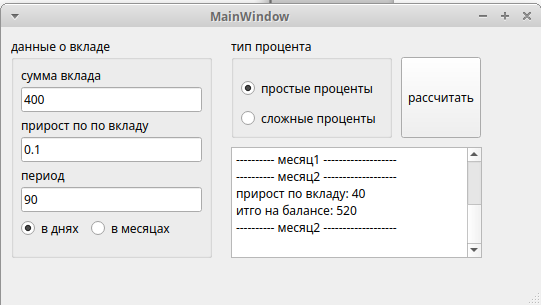 MainWindow
данные о вкладе
сумма вклада
400
прирост по по вкладу
0.1
период
90
в днях
в месяцах
тип процента
простые проценты
сложные проценты
рассчитать
---------- месяц1 -------------------
---------- месяц2 -------------------
прирост по вкладу: 40
итго на балансе: 520
---------- месяц2 -------------------